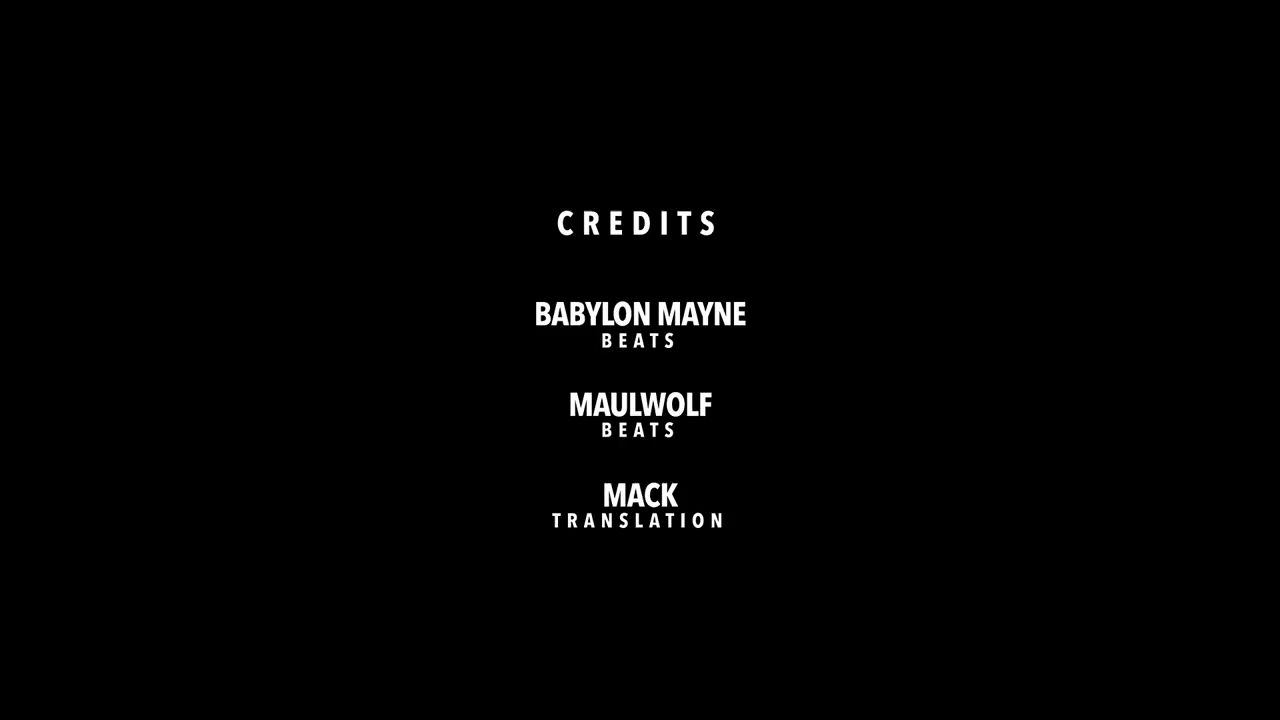 CREDITS
BABYLON MAYNE
BEATS
MAULWOLF
BEATS
MACK
TRANSLATION